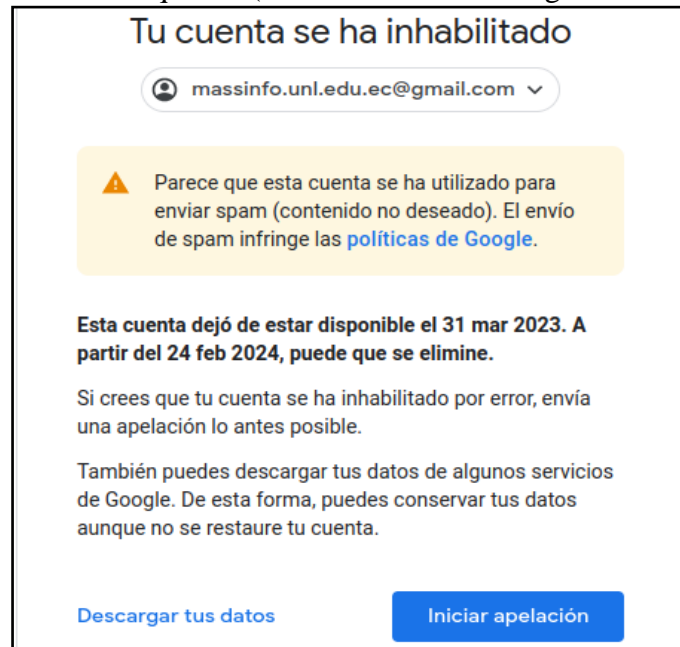 Tu cuenta se ha inhabilitado
massinfo.unl.edu.ec@gmail.com
Parece que esta cuenta se ha utilizado para
enviar spam (contenido no deseado). El envío
de spam infringe las políticas de Google.
Esta cuenta dejó de estar disponible el 31 mar 2023. A
partir del 24 feb 2024, puede que se elimine.
Si crees que tu cuenta se ha inhabilitado por error, envía
una apelación lo antes posible.
También puedes descargar tus datos de algunos servicios
de Google. De esta forma, puedes conservar tus datos
aunque no se restaure tu cuenta.
Descargar tus datos
Iniciar apelación